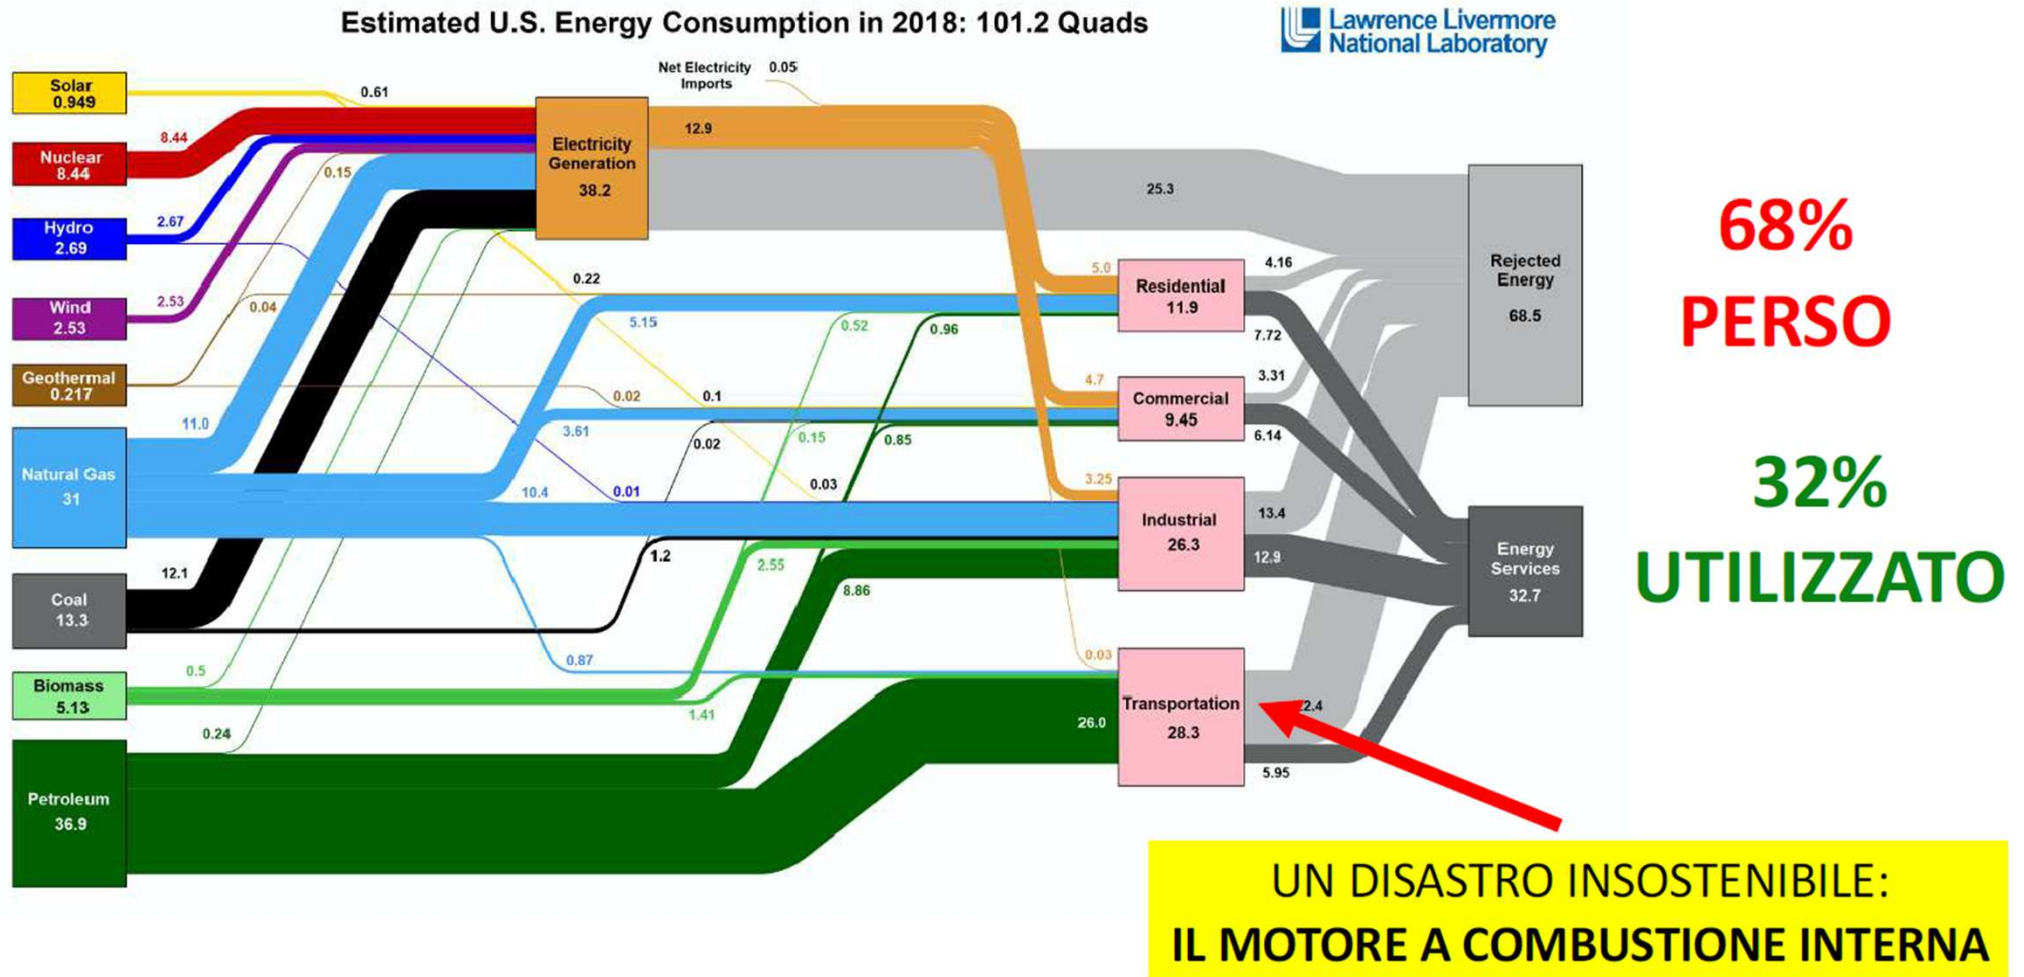 Estimated U.S. Energy Consumption in 2018: 101.2 Quads
Lawrence Livermore
National Laboratory
Net Electricity
Imports
0.05
Solar
0.949
0.61
Nuclear
8.44
8.44
Hydro
2.69
2.67
Wind
2.53
2.53
Geothermal
0.217
0.15
0.04
Natural Gas
31
11.0
Coal
13.3
12.1
Biomass
5.13
0.5
Petroleum
36.9
0.24
Electricity
Generation
38.2
12.9
25.3
0.22
5.15
0.52
0.96
0.02
0.1
3.61
0.02
0.15
0.85
10.4
0.01
0.03
1.2
2.55
8.86
0.87
1.41
26.0
5.0
Residential
11.9
4.16
7.72
4.7
Commercial
9.45
3.31
6.14
3.25
Industrial
26.3
13.4
12.9
0.03
Transportation
28.3
2.4
5.95
Rejected
Energy
68.5
Energy
Services
32.7
68%
PERSO
32%
UTILIZZATO
UN DISASTRO INSOSTENIBILE:
IL MOTORE A COMBUSTIONE INTERNA